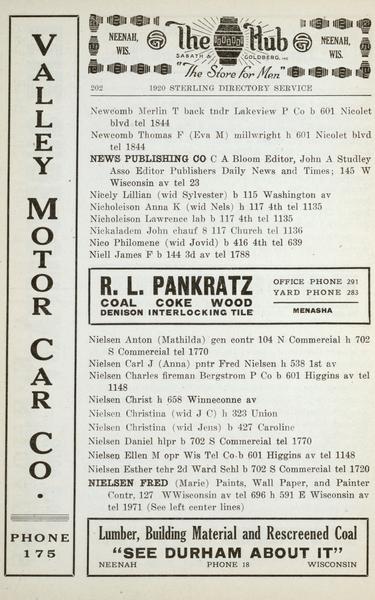 VALLEY MOTOR CAR CO.
PHONE
175
NEENAH,
WIS.
The Hub
SABATH & GOLDBERG, INC
"The Store for Men"
NEENAH,
WIS.
202 1920 STERLING DIRECTORY SERVICE
Newcomb Merlin T back tndr Lakeview P Co b 601 Nicolet
blvd tel 1844
Newcomb Thomas F (Eva M) millwright h 601 Nicolet blvd
tel 1844
NEWS PUBLISHING CO C A Bloom Editor, John A Studley
Asso Editor Publishers Daily News and Times; 145 W
Wisconsin av tel 23
Nicely Lillian (wid Sylvester) b 115 Washington av
Nicholeison Anna K (wid Nels) h 117 4th tel 1135
Nicholeison Lawrence lab b 117 4th tel 1135
Nickaladem John chauf 8 117 Church tel 1136
Nico Philomene (wid Jovid) b 416 4th tel 639
Niell James F b 144 3d av tel 1788
R. L. PANKRATZ
COAL COKE WOOD
DENISON INTERLOCKING TILE
OFFICE PHONE 291
YARD PHONE 283
MENASHA
Nielsen Anton (Mathilda) gen contr 104 N Commercial h 702
S Commercial tel 1770
Nielsen Carl J (Anna) pntr Fred Nielsen h 538 1st av
Nielsen Charles fireman Bergstrom P Co b 601 Higgins av tel
1148
Nielsen Christ h 658 Winneconne av
Nielsen Christina (wid J C) h 323 Union
Nielsen Christina (wid Jens) b 427 Caroline
Nielsen Daniel hlpr b 702 S Commercial tel 1770
Nielsen Ellen M opr Wis Tel Co b 601 Higgins av tel 1148
Nielsen Esther tchr 2d Ward Schl b 702 S Commercial tel 1720
NIELSEN FRED (Marie) Paints, Wall Paper, and Painter
Contr, 127 W Wisconsin av tel 696 h 591 E Wisconsin av
tel 1971 (See left center lines)
Lumber, Building Material and Rescreened Coal
"SEE DURHAM ABOUT IT"
NEENAH PHONE 18 WISCONSIN